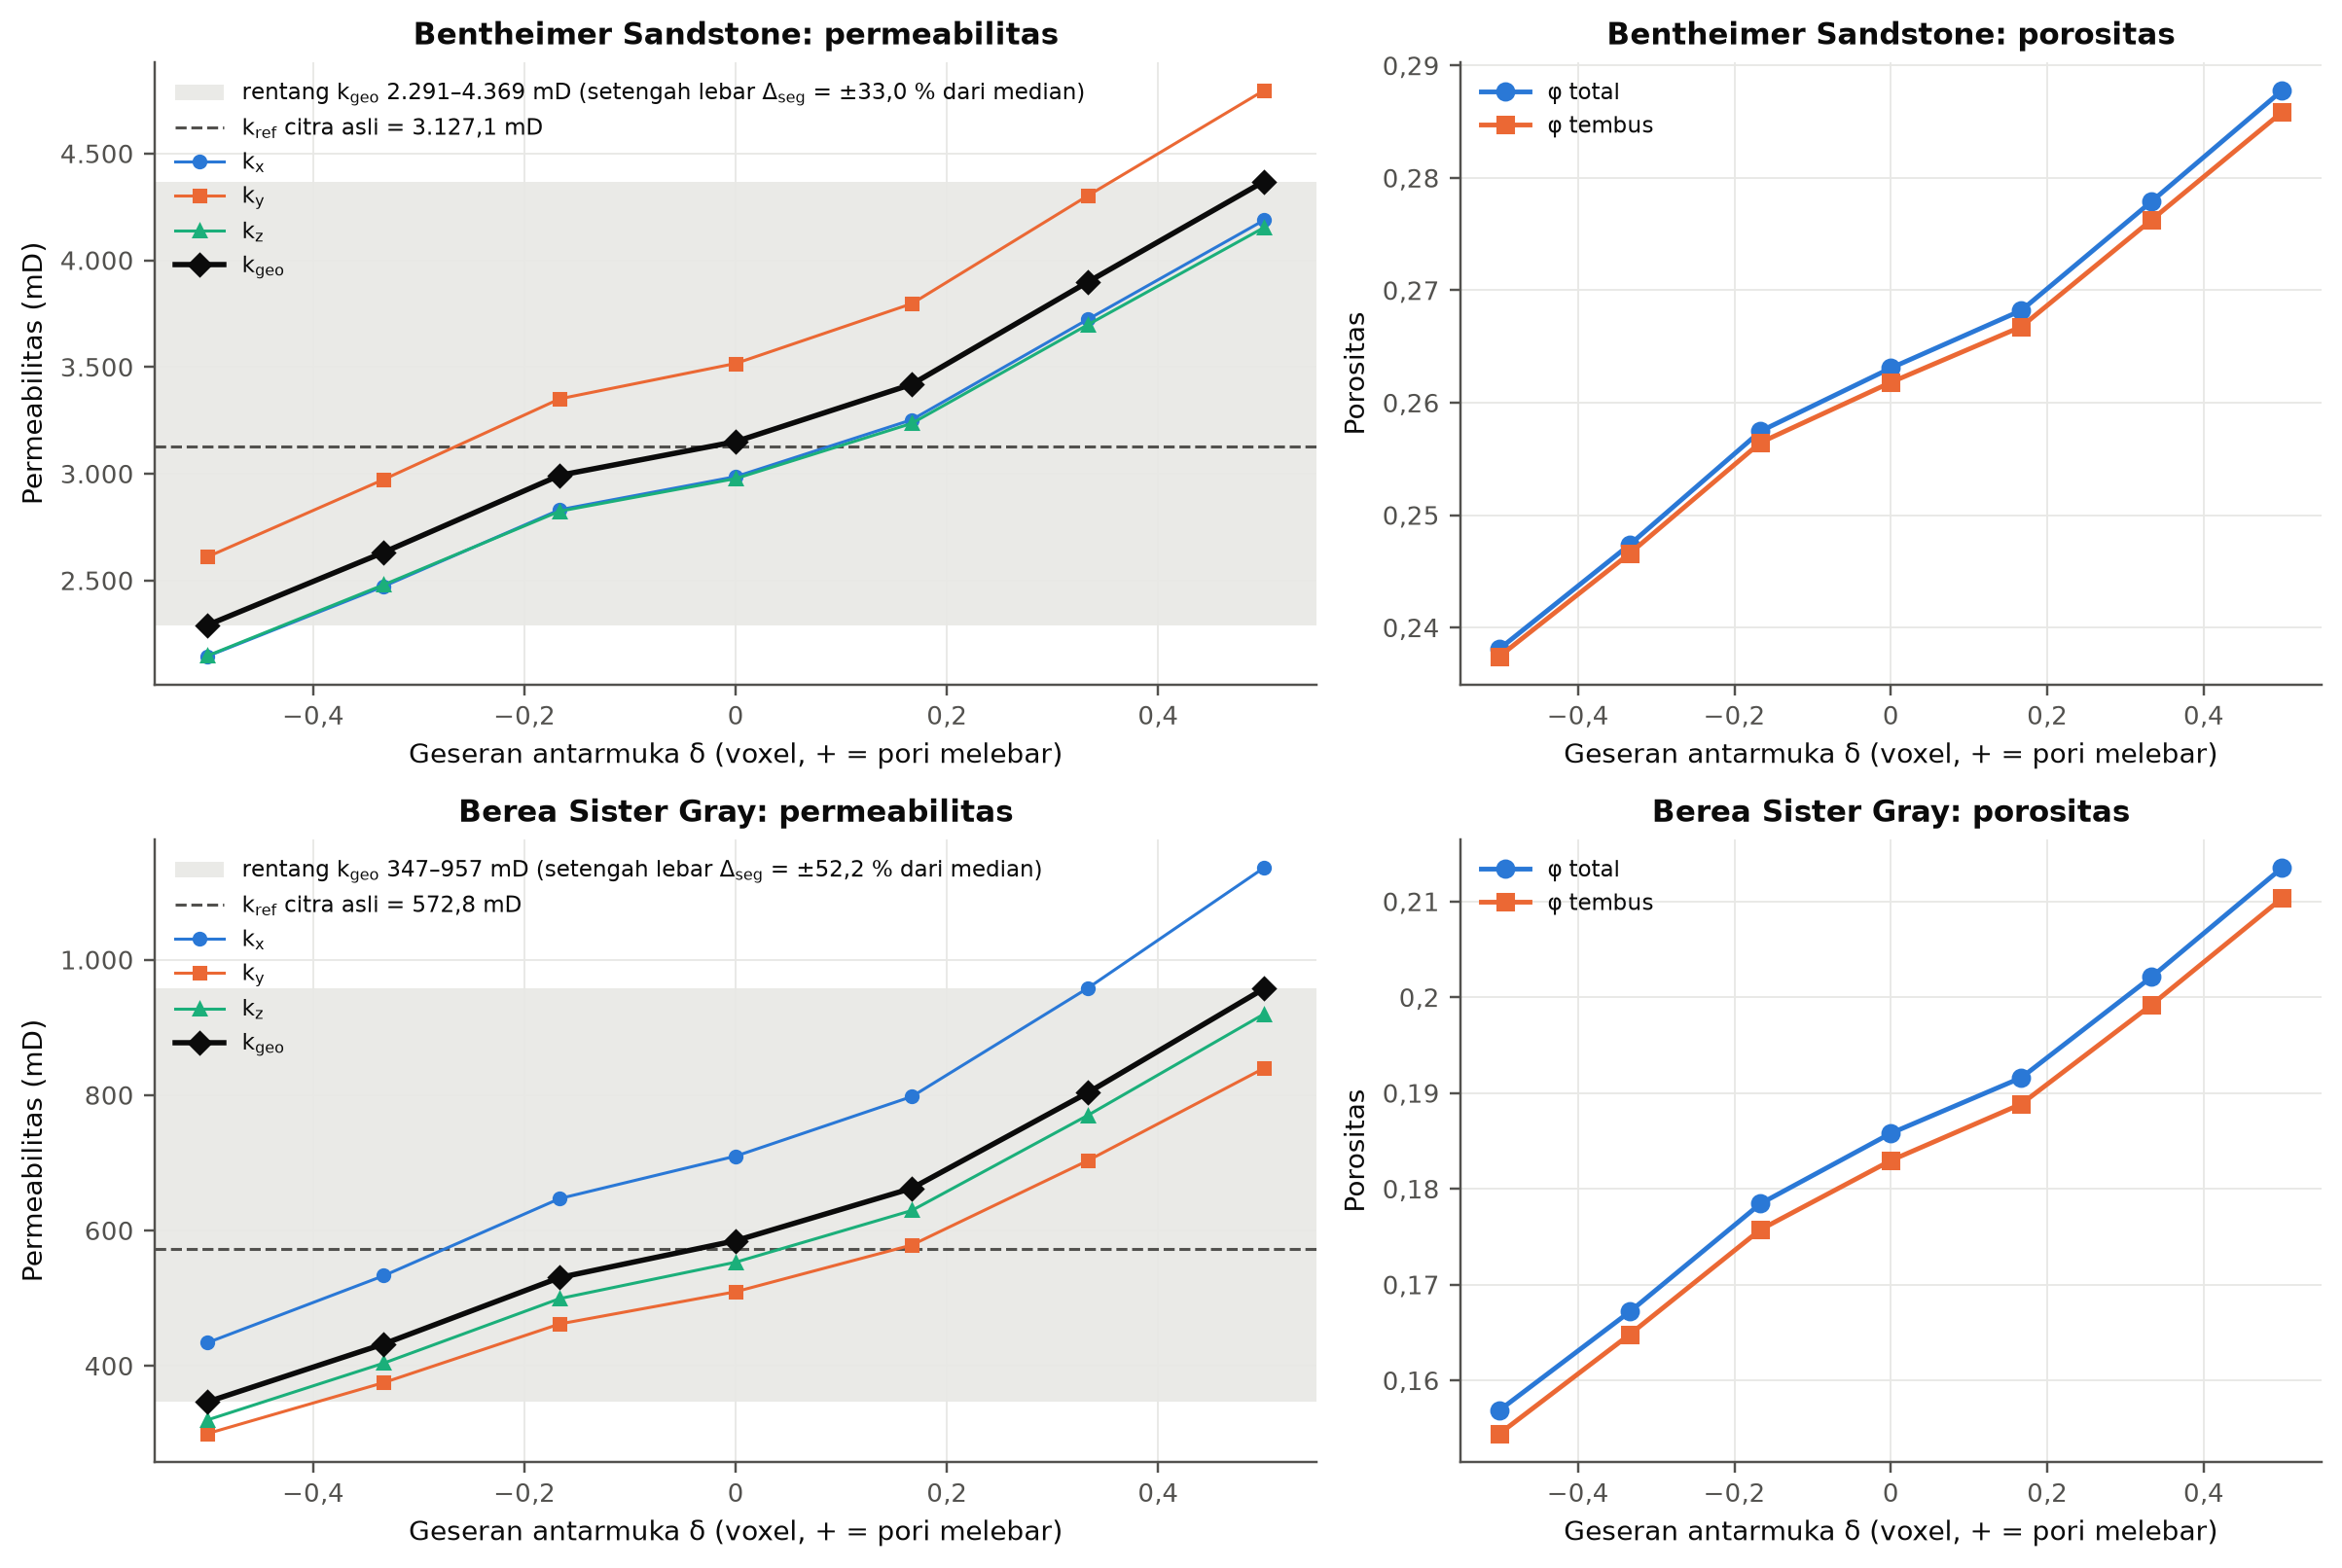 Bentheimer Sandstone: permeabilitas
rentang kgeo 2.291–4.369 mD (setengah lebar Δseg = ±33,0 % dari median)
kref citra asli = 3.127,1 mD
kx
ky
kz
kgeo
Permeabilitas (mD)
4.500
4.000
3.500
3.000
2.500
−0,4
−0,2
0
0,2
0,4
Geseran antarmuka δ (voxel, + = pori melebar)
Bentheimer Sandstone: porositas
φ total
φ tembus
Porositas
0,29
0,28
0,27
0,26
0,25
0,24
−0,4
−0,2
0
0,2
0,4
Geseran antarmuka δ (voxel, + = pori melebar)
Berea Sister Gray: permeabilitas
rentang kgeo 347–957 mD (setengah lebar Δseg = ±52,2 % dari median)
kref citra asli = 572,8 mD
kx
ky
kz
kgeo
Permeabilitas (mD)
1.000
800
600
400
−0,4
−0,2
0
0,2
0,4
Geseran antarmuka δ (voxel, + = pori melebar)
Berea Sister Gray: porositas
φ total
φ tembus
Porositas
0,21
0,2
0,19
0,18
0,17
0,16
−0,4
−0,2
0
0,2
0,4
Geseran antarmuka δ (voxel, + = pori melebar)